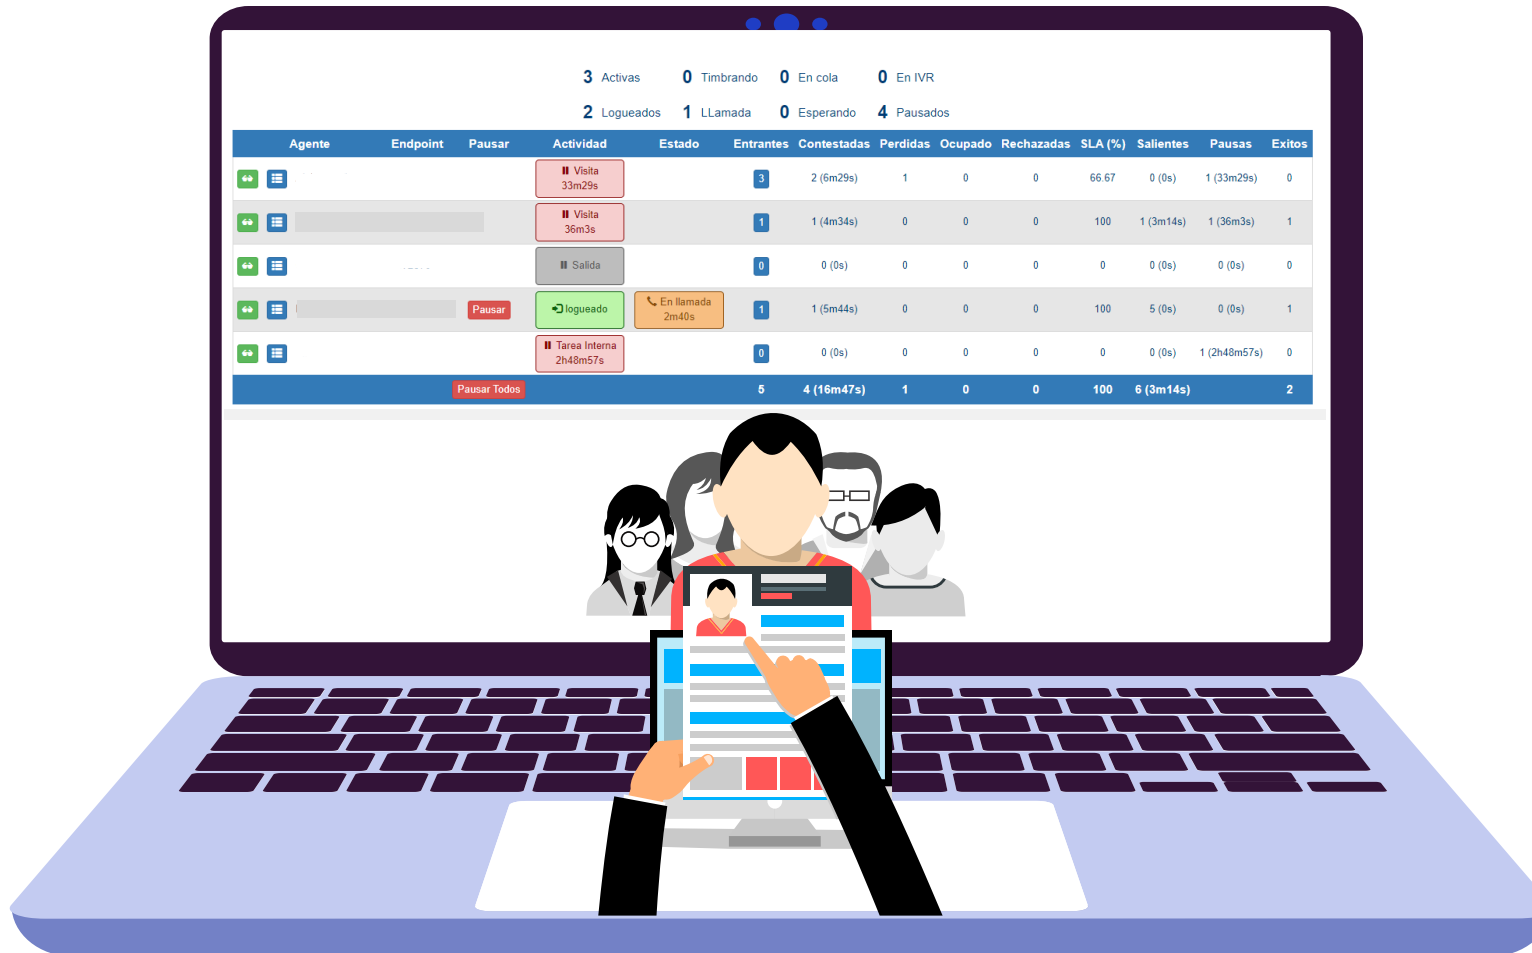 3 Activas 0 Timbrando 0 En cola 0 En IVR
2 Logueados 1 LLamada 0 Esperando 4 Pausados
Agente Endpoint Pausar Actividad Estado Entrantes Contestadas Perdidas Ocupado Rechazadas SLA (%) Salientes Pausas Exitos
Visita
33m29s
3 2 (6m29s) 1 0 0 66.67 0 (0s) 1 (33m29s) 0
Visita
36m3s
1 1 (4m34s) 0 0 0 100 1 (3m14s) 1 (36m3s) 1
Salida 0 0 (0s) 0 0 0 0 0 (0s) 0 (0s) 0
Pausar logueado
En llamada
2m40s
1 1 (5m44s) 0 0 0 100 5 (0s) 0 (0s) 1
Tarea Interna
2h48m57s
0 0 (0s) 0 0 0 0 0 (0s) 1 (2h48m57s) 0
Pausar Todos 5 4 (16m47s) 1 0 0 100 6 (3m14s) 2